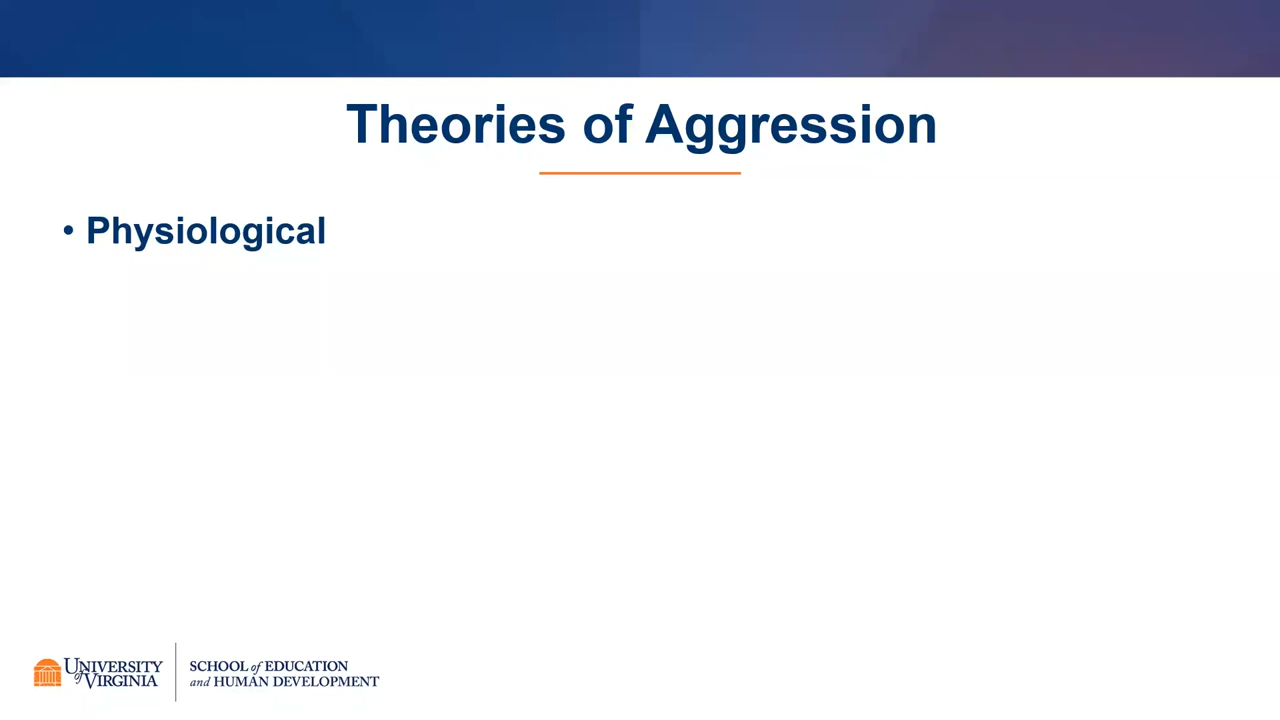 Theories of Aggression
• Physiological
UNIVERSITY
of VIRGINIA
SCHOOL of EDUCATION
and HUMAN DEVELOPMENT